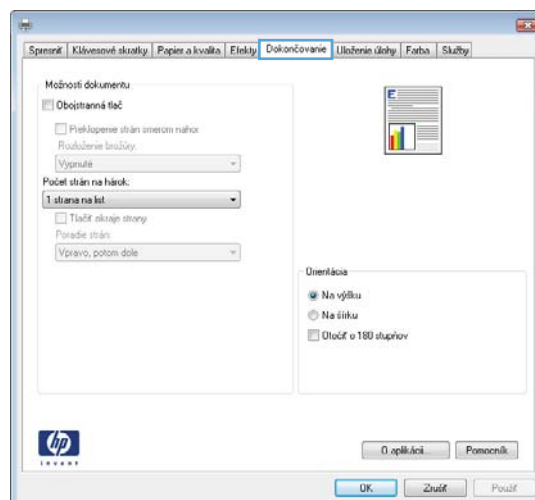 Spresniť Klávesové skratky Papier a kvalita Efekty Dokončovanie Uloženie úlohy Farba Služby
Možnosti dokumentu
Obojstranná tlač
Preklopenie strán smerom nahor
Rozloženie brožúry:
Vypnuté
Počet strán na hárok:
1 strana na list
Tlačiť okraje strany
Poradie strán:
Vpravo, potom dole
E
Orientácia
Na výšku
Na šírku
Otočiť o 180 stupňov
hp
invent
O aplikácii... Pomocník
OK Zrušiť Použiť